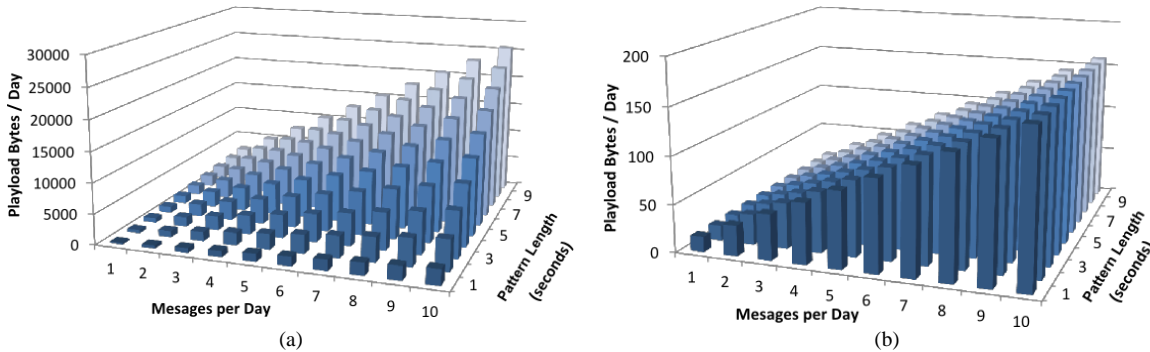 Playload Bytes / Day
30000
25000
20000
15000
10000
5000
0
1 2 3 4 5 6 7 8 9 10
Mesages per Day
1 3 5 7 9
Pattern Length
(seconds)
(a)
Playload Bytes / Day
200
150
100
50
0
1 2 3 4 5 6 7 8 9 10
Mesages per Day
1 3 5 7 9
Pattern Length
(seconds)
(b)